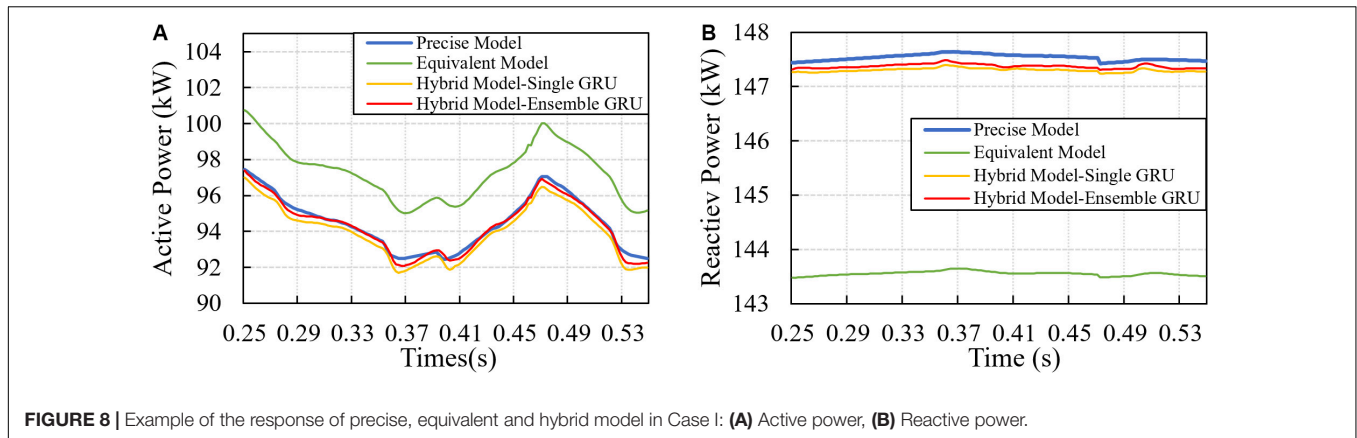 A
Active Power (kW)
104
102
100
98
96
94
92
90
Precise Model
Equivalent Model
Hybrid Model-Single GRU
Hybrid Model-Ensemble GRU
0.25 0.29 0.33 0.37 0.41 0.45 0.49 0.53
Times(s)
B
Reactiev Power (kW)
148
147
146
145
144
143
Precise Model
Equivalent Model
Hybrid Model-Single GRU
Hybrid Model-Ensemble GRU
0.25 0.29 0.33 0.37 0.41 0.45 0.49 0.53
Time (s)
FIGURE 8 | Example of the response of precise, equivalent and hybrid model in Case I: (A) Active power, (B) Reactive power.